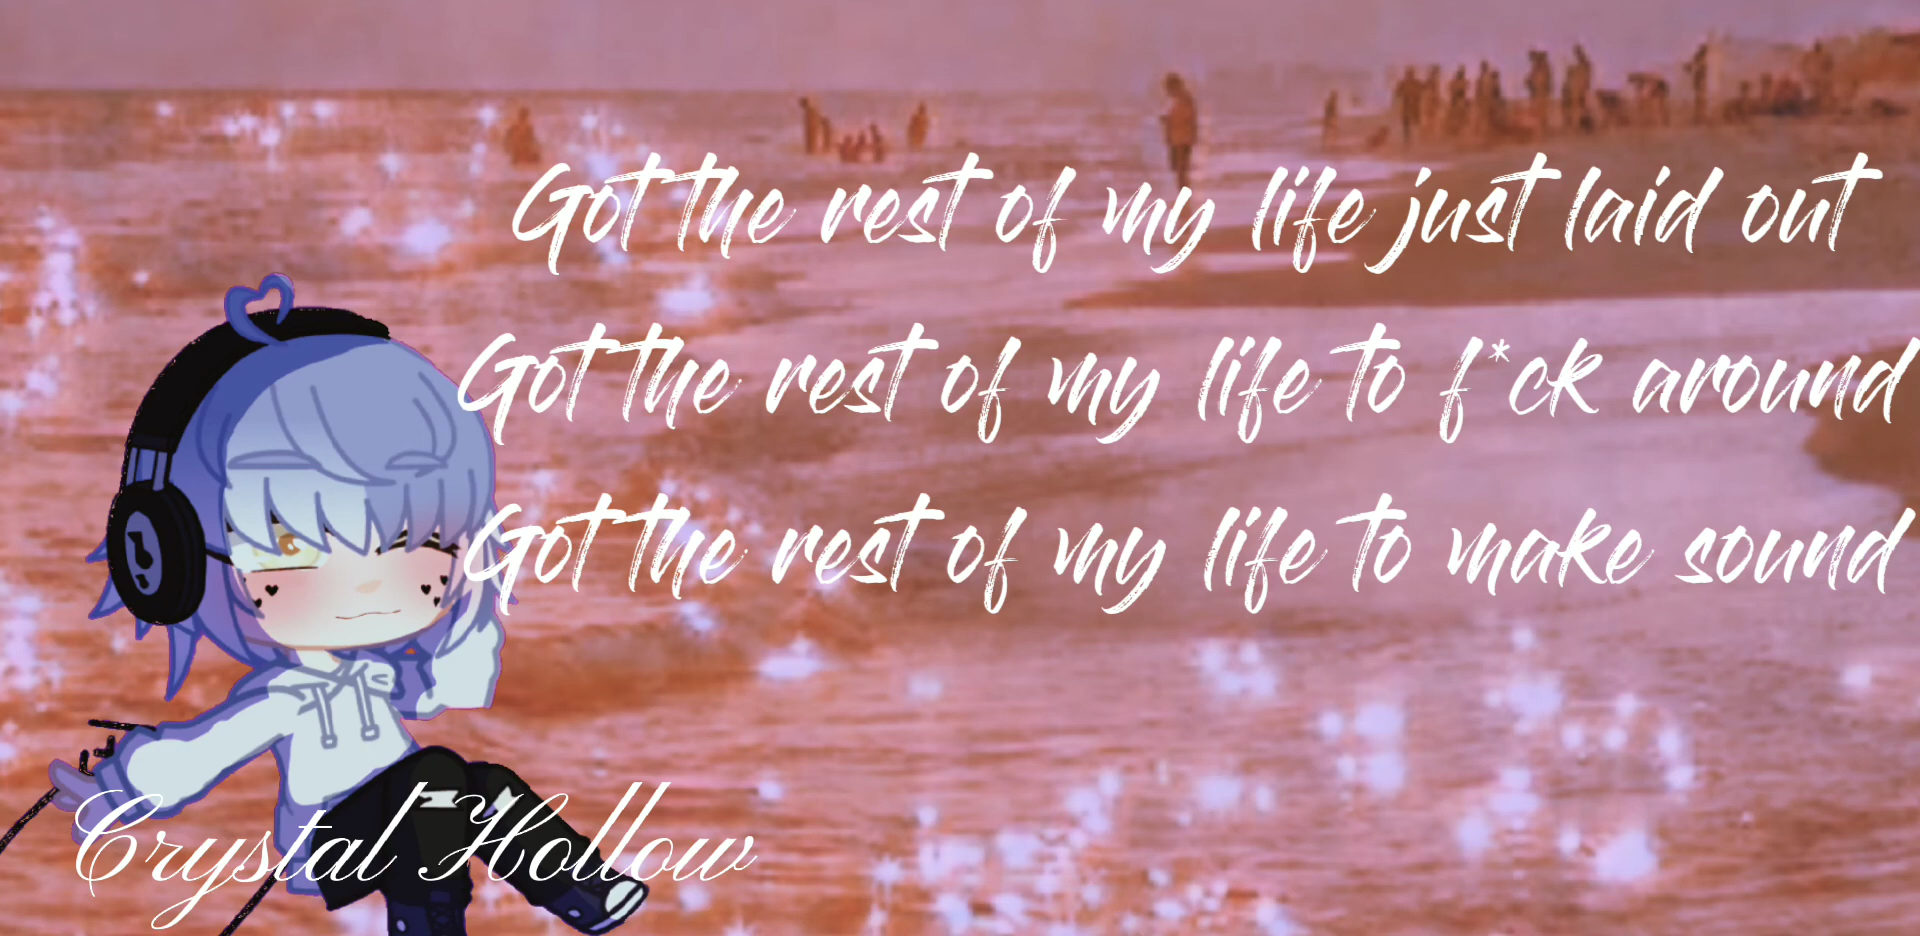 Got the rest of my life just laid out
Got the rest of my life to f*ck around
Got the rest of my life to make sound
Crystal Hollow